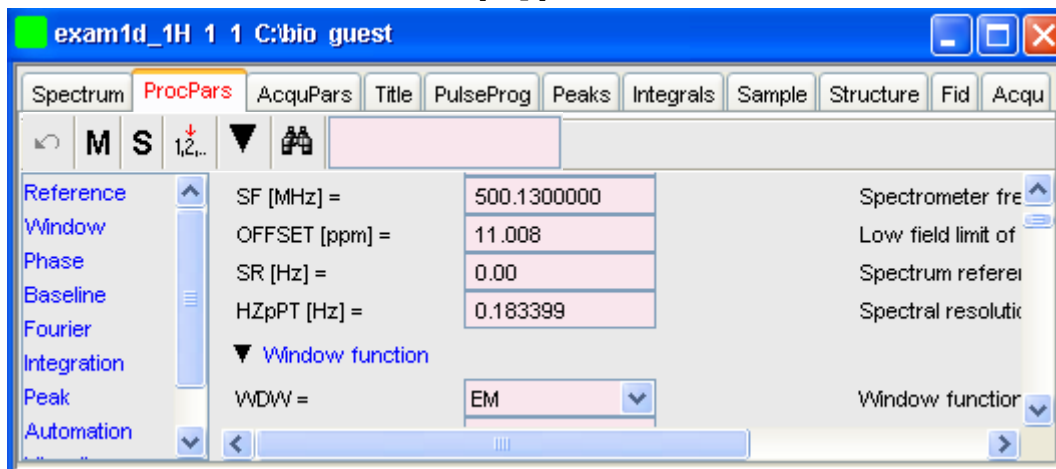 exam1d_1H 1 1 C:\bio guest
Spectrum ProcPars AcquPars Title PulseProg Peaks Integrals Sample Structure Fid Acqu
M S 1,2,..
Reference
Window
Phase
Baseline
Fourier
Integration
Peak
Automation
SF [MHz] = 500.1300000 Spectrometer fre
OFFSET [ppm] = 11.008 Low field limit of
SR [Hz] = 0.00 Spectrum referen
HZpPT [Hz] = 0.183399 Spectral resolutio
▼ Window function
WDW = EM Window function